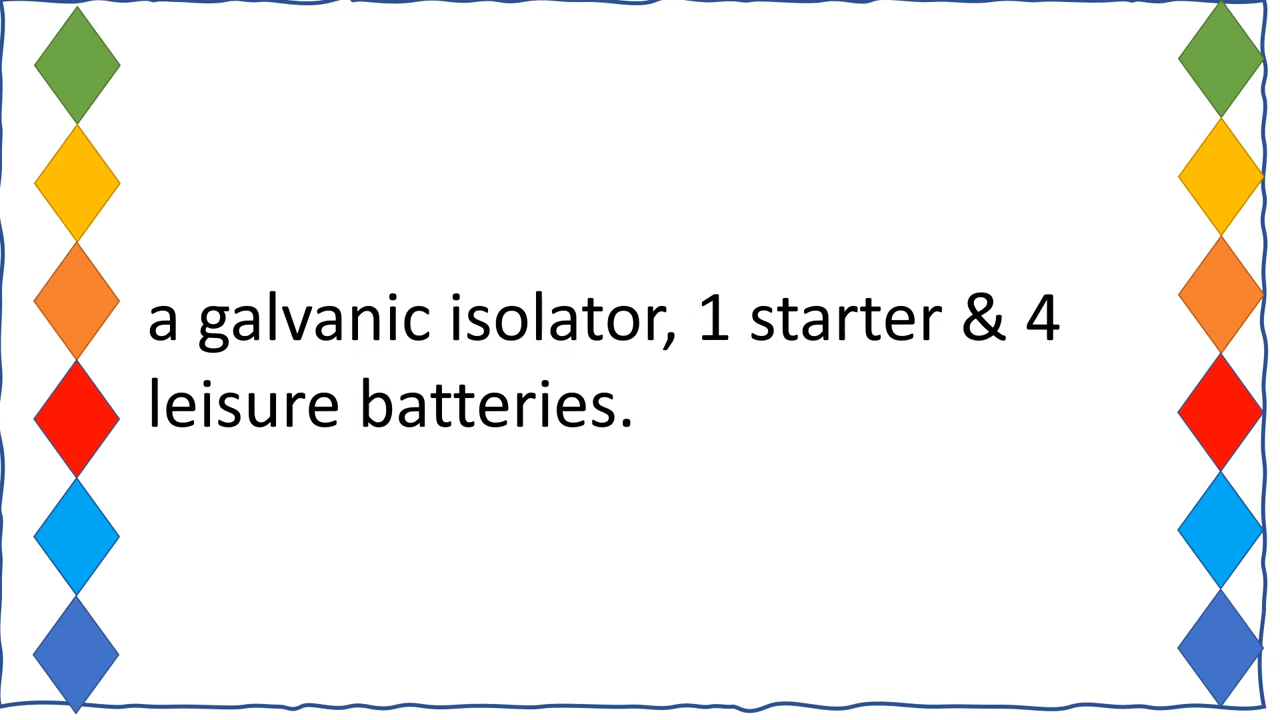 a galvanic isolator, 1 starter & 4
leisure batteries.